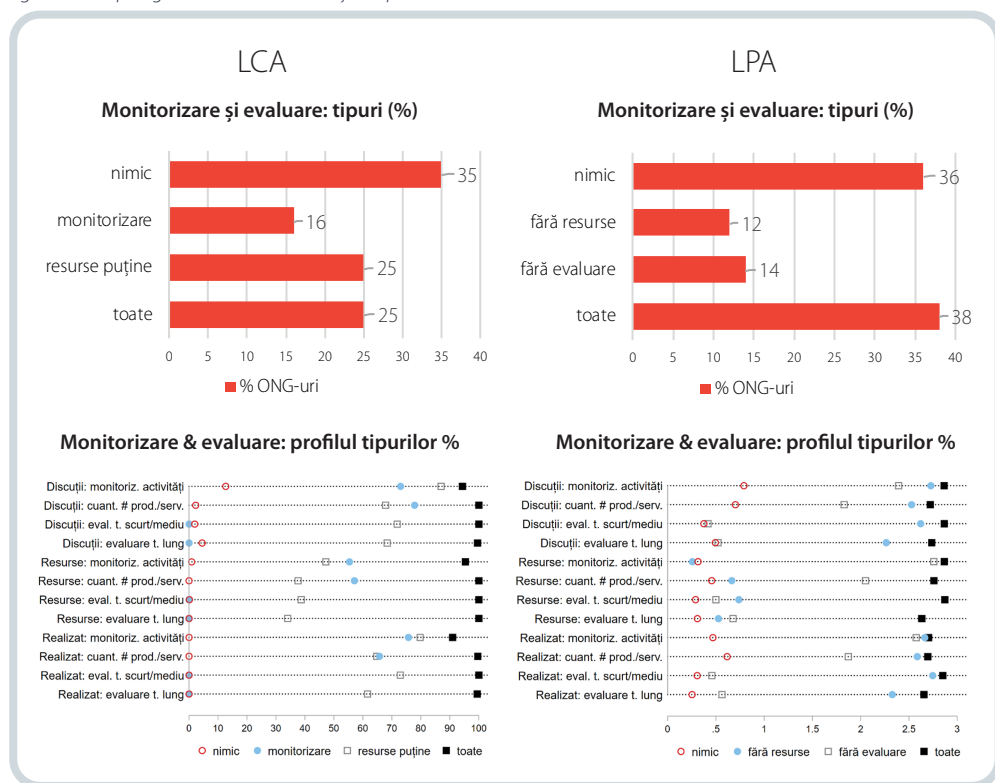 LCA
Monitorizare și evaluare: tipuri (%)
nimic
35
monitorizare
16
resurse puține
25
toate
25
0 5 10 15 20 25 30 35 40
% ONG-uri
LPA
Monitorizare și evaluare: tipuri (%)
nimic
36
fără resurse
12
fără evaluare
14
toate
38
0 5 10 15 20 25 30 35 40
% ONG-uri
Monitorizare & evaluare: profilul tipurilor %
Discuții: monitoriz. activități
Discuții: cuant. # prod./serv.
Discuții: eval. t. scurt/mediu
Discuții: evaluare t. lung
Resurse: monitoriz. activități
Resurse: cuant. # prod./serv.
Resurse: eval. t. scurt/mediu
Resurse: evaluare t. lung
Realizat: monitoriz. activități
Realizat: cuant. # prod./serv.
Realizat: eval. t. scurt/mediu
Realizat: evaluare t. lung
0 10 20 30 40 50 60 70 80 90 100
nimic monitorizare resurse puține toate
Monitorizare & evaluare: profilul tipurilor %
Discuții: monitoriz. activități
Discuții: cuant. # prod./serv.
Discuții: eval. t. scurt/mediu
Discuții: evaluare t. lung
Resurse: monitoriz. activități
Resurse: cuant. # prod./serv.
Resurse: eval. t. scurt/mediu
Resurse: evaluare t. lung
Realizat: monitoriz. activități
Realizat: cuant. # prod./serv.
Realizat: eval. t. scurt/mediu
Realizat: evaluare t. lung
0 .5 1 1.5 2 2.5 3
nimic fără resurse fără evaluare toate